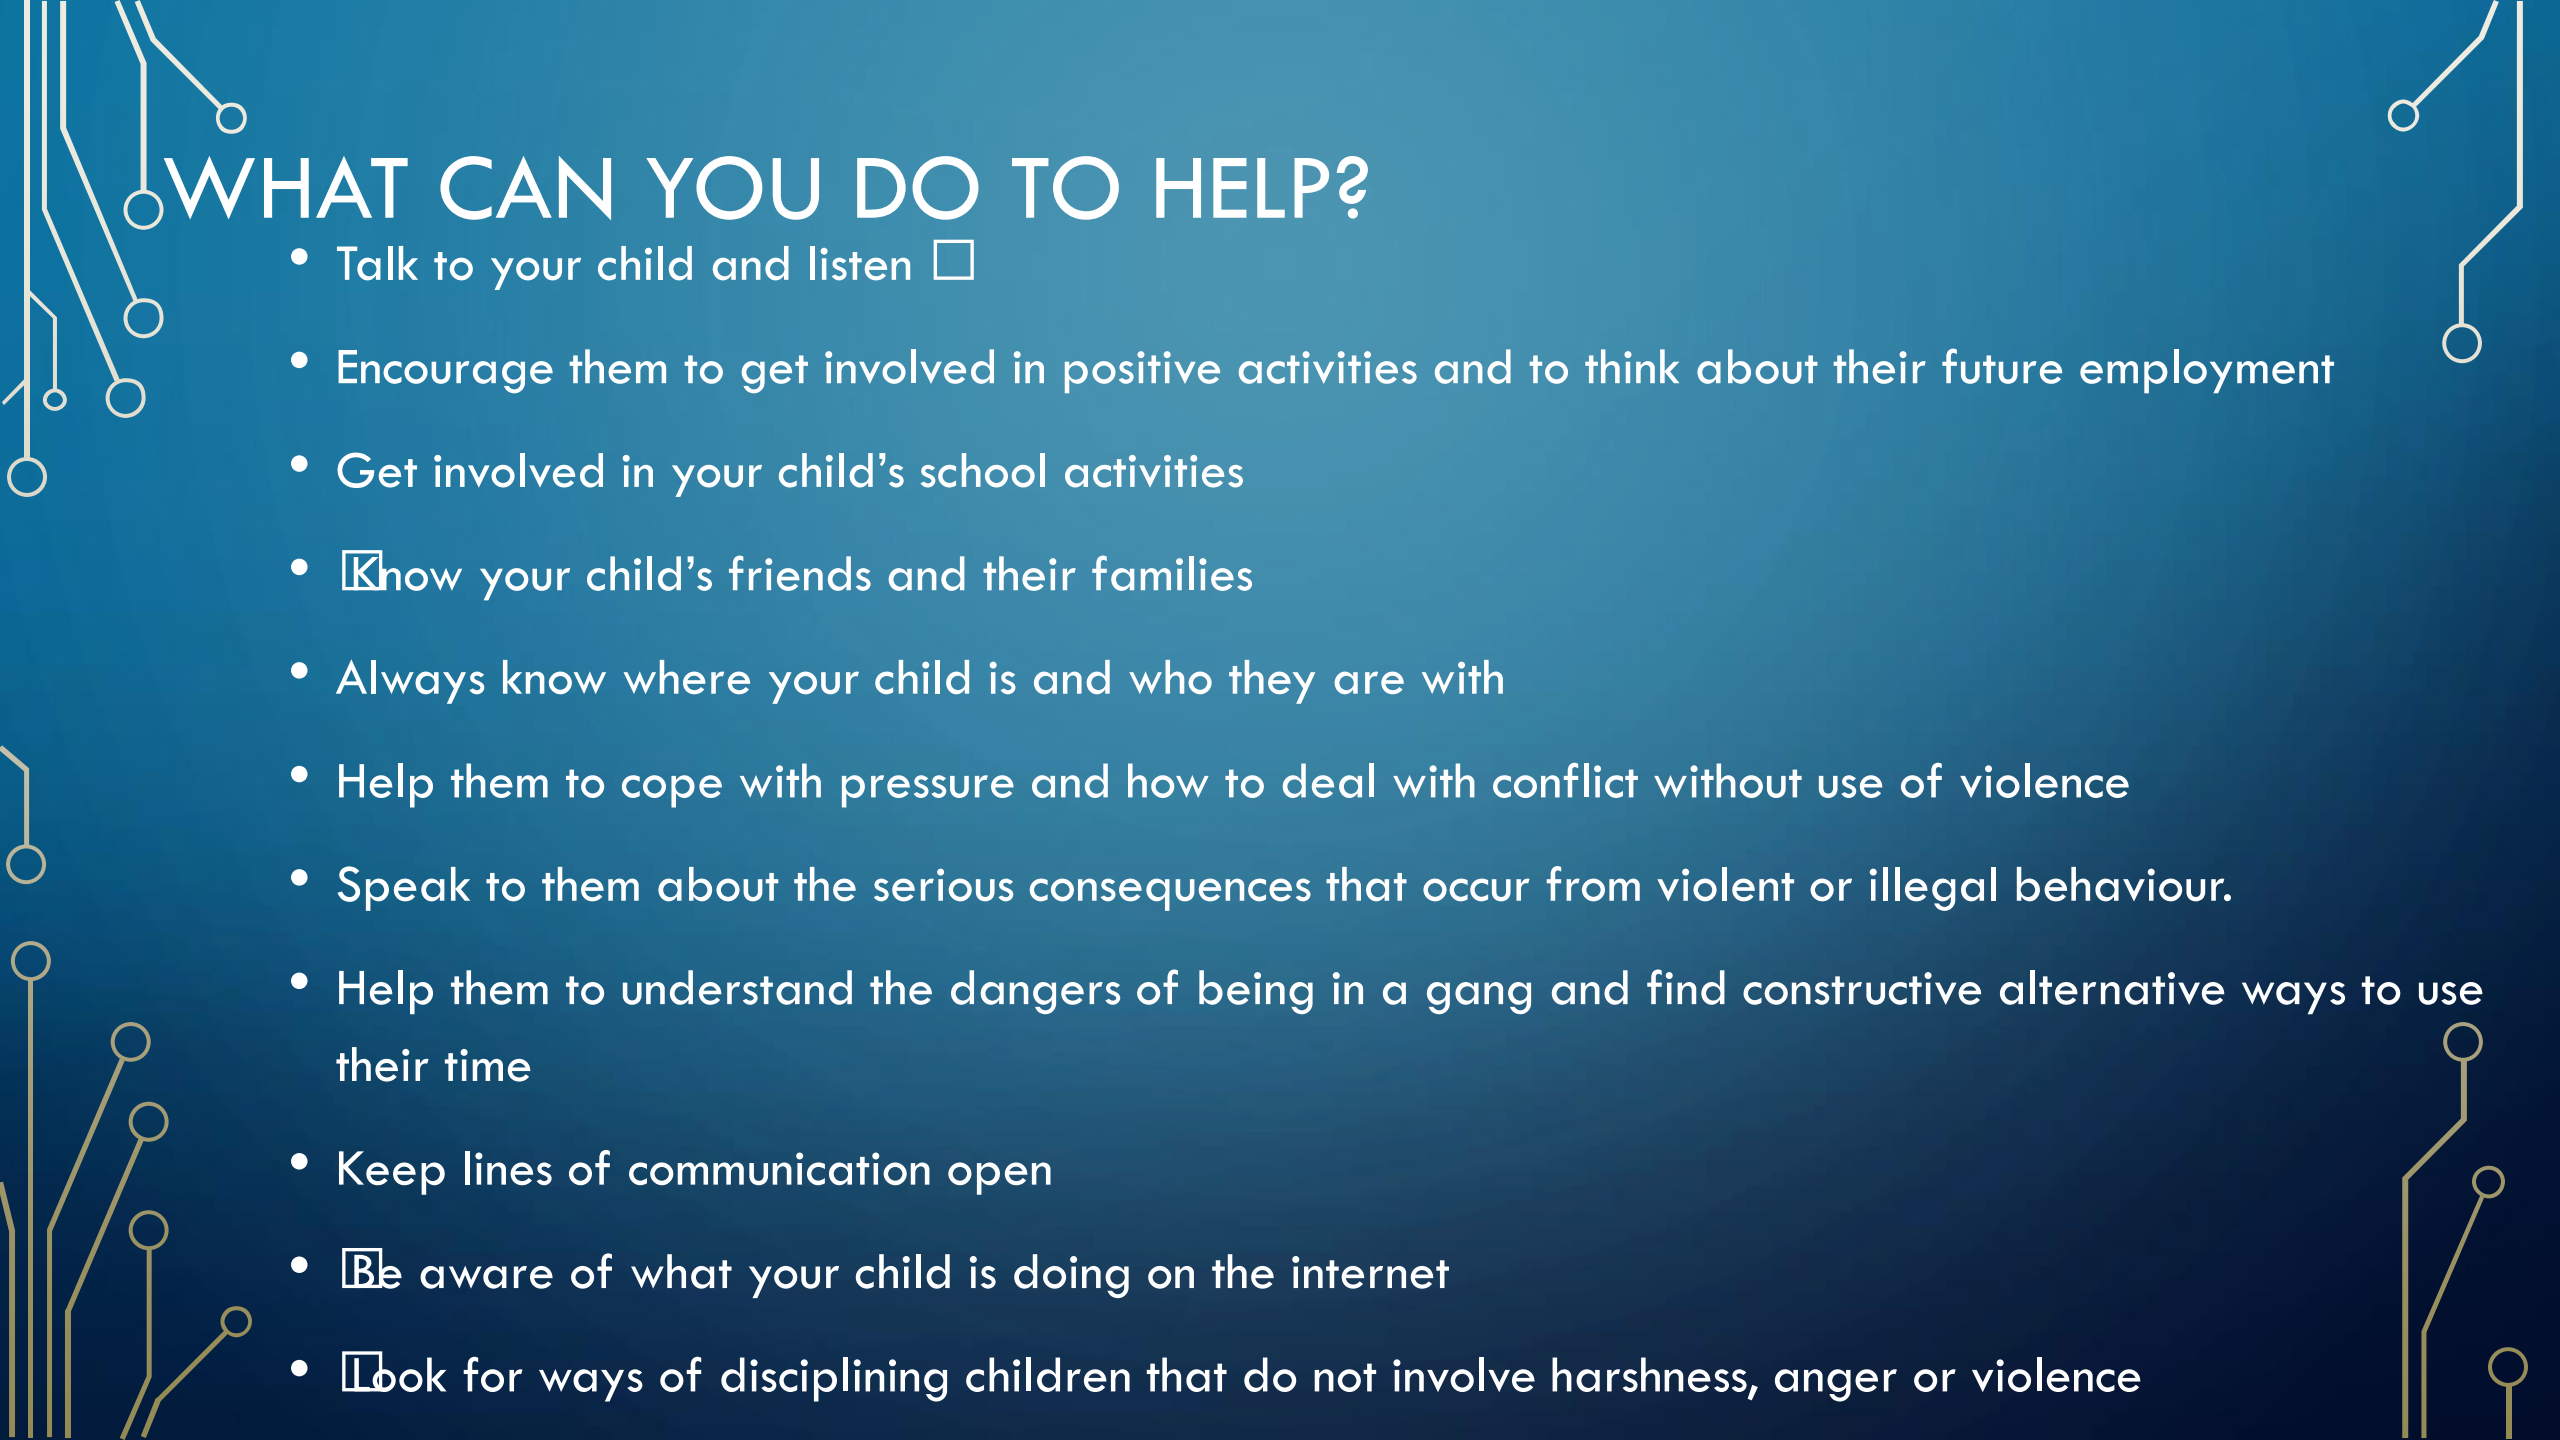 WHAT CAN YOU DO TO HELP?
• Talk to your child and listen □
• Encourage them to get involved in positive activities and to think about their future employment
• Get involved in your child’s school activities
• □Know your child’s friends and their families
• Always know where your child is and who they are with
• Help them to cope with pressure and how to deal with conflict without use of violence
• Speak to them about the serious consequences that occur from violent or illegal behaviour.
• Help them to understand the dangers of being in a gang and find constructive alternative ways to use
their time
• Keep lines of communication open
• □Be aware of what your child is doing on the internet
• □Look for ways of disciplining children that do not involve harshness, anger or violence